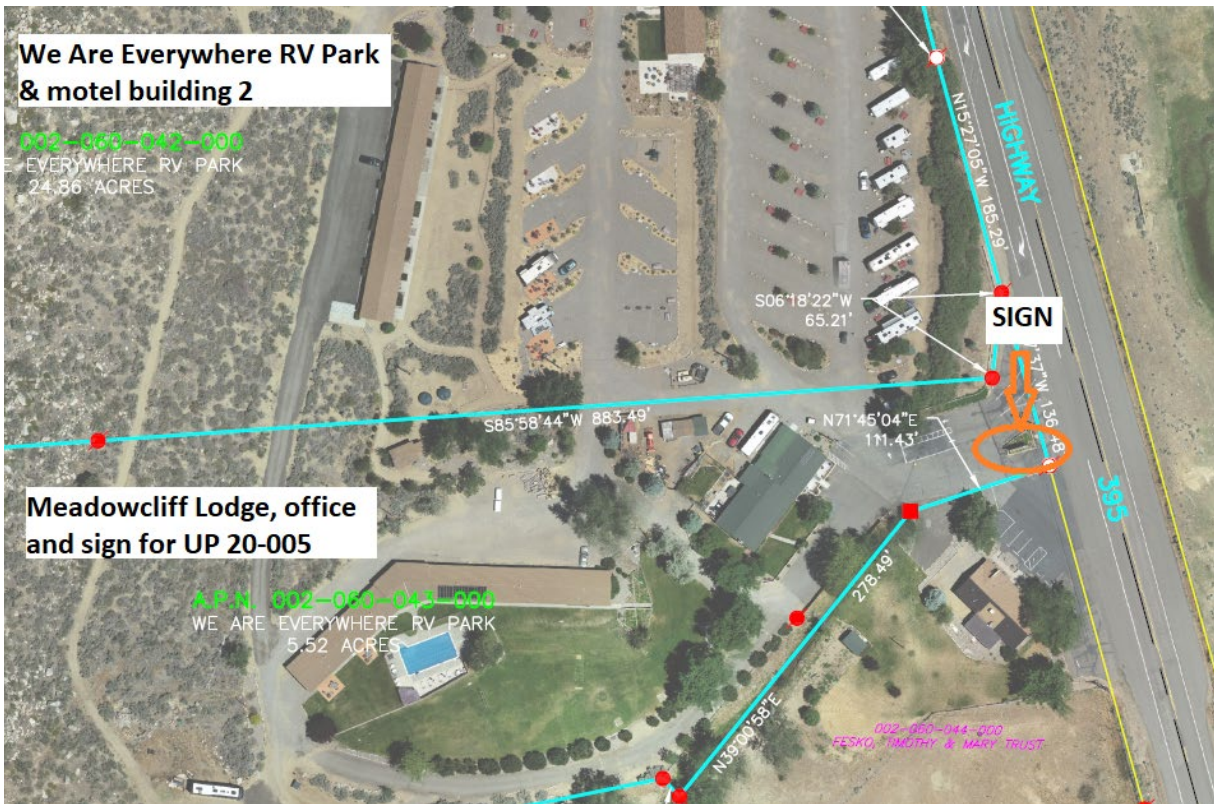 We Are Everywhere RV Park
& motel building 2
002-060-042-000
E EVERYWHERE RV PARK
24.86 ACRES
HIGHWAY
N15°27'05"W 185.29'
S06°18'22"W
65.21'
SIGN
37"W 136.48'
S85°58'44"W 883.49'
N71°45'04"E
111.43'
395
Meadowcliff Lodge, office
and sign for UP 20-005
278.49'
A.P.N. 002-060-043-000
WE ARE EVERYWHERE RV PARK
5.52 ACRES
N39°00'58"E
002-060-044-000
FESKO, TIMOTHY & MARY TRUST